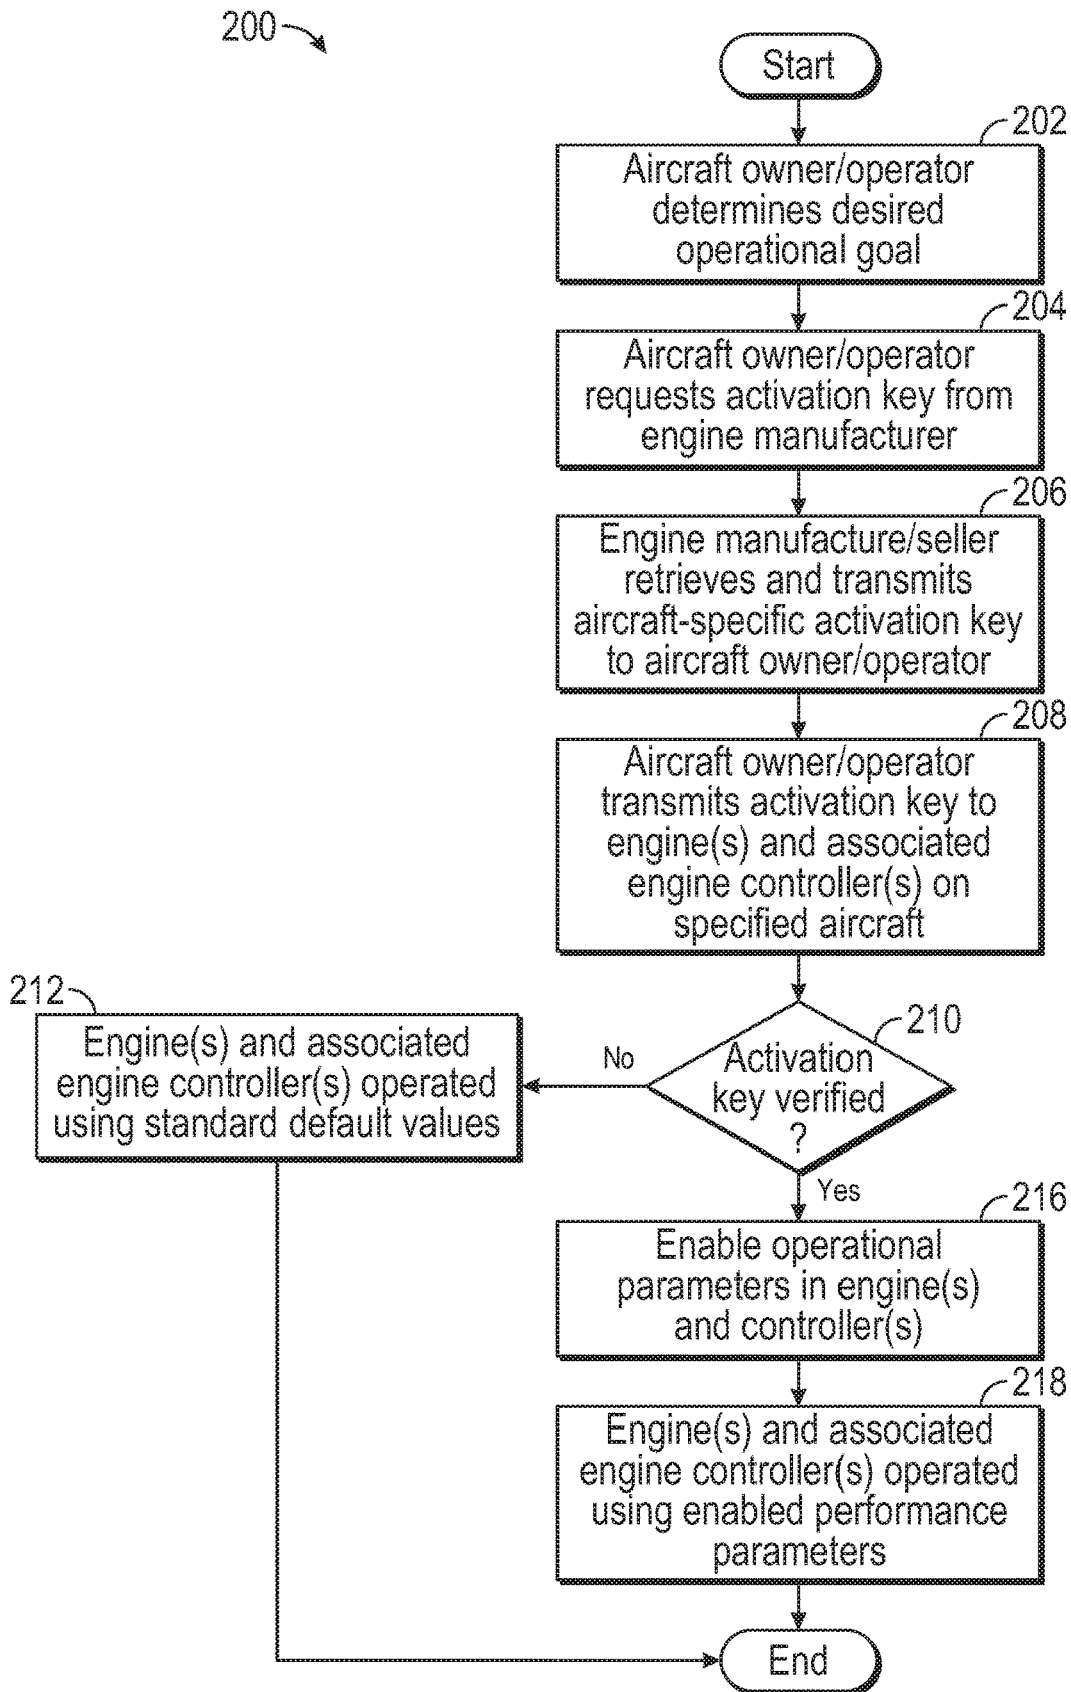 200
Start
202
Aircraft owner/operator
determines desired
operational goal
204
Aircraft owner/operator
requests activation key from
engine manufacturer
206
Engine manufacture/seller
retrieves and transmits
aircraft-specific activation key
to aircraft owner/operator
208
Aircraft owner/operator
transmits activation key to
engine(s) and associated
engine controller(s) on
specified aircraft
210
Activation
key verified
?
No
212
Engine(s) and associated
engine controller(s) operated
using standard default values
Yes
216
Enable operational
parameters in engine(s)
and controller(s)
218
Engine(s) and associated
engine controller(s) operated
using enabled performance
parameters
End